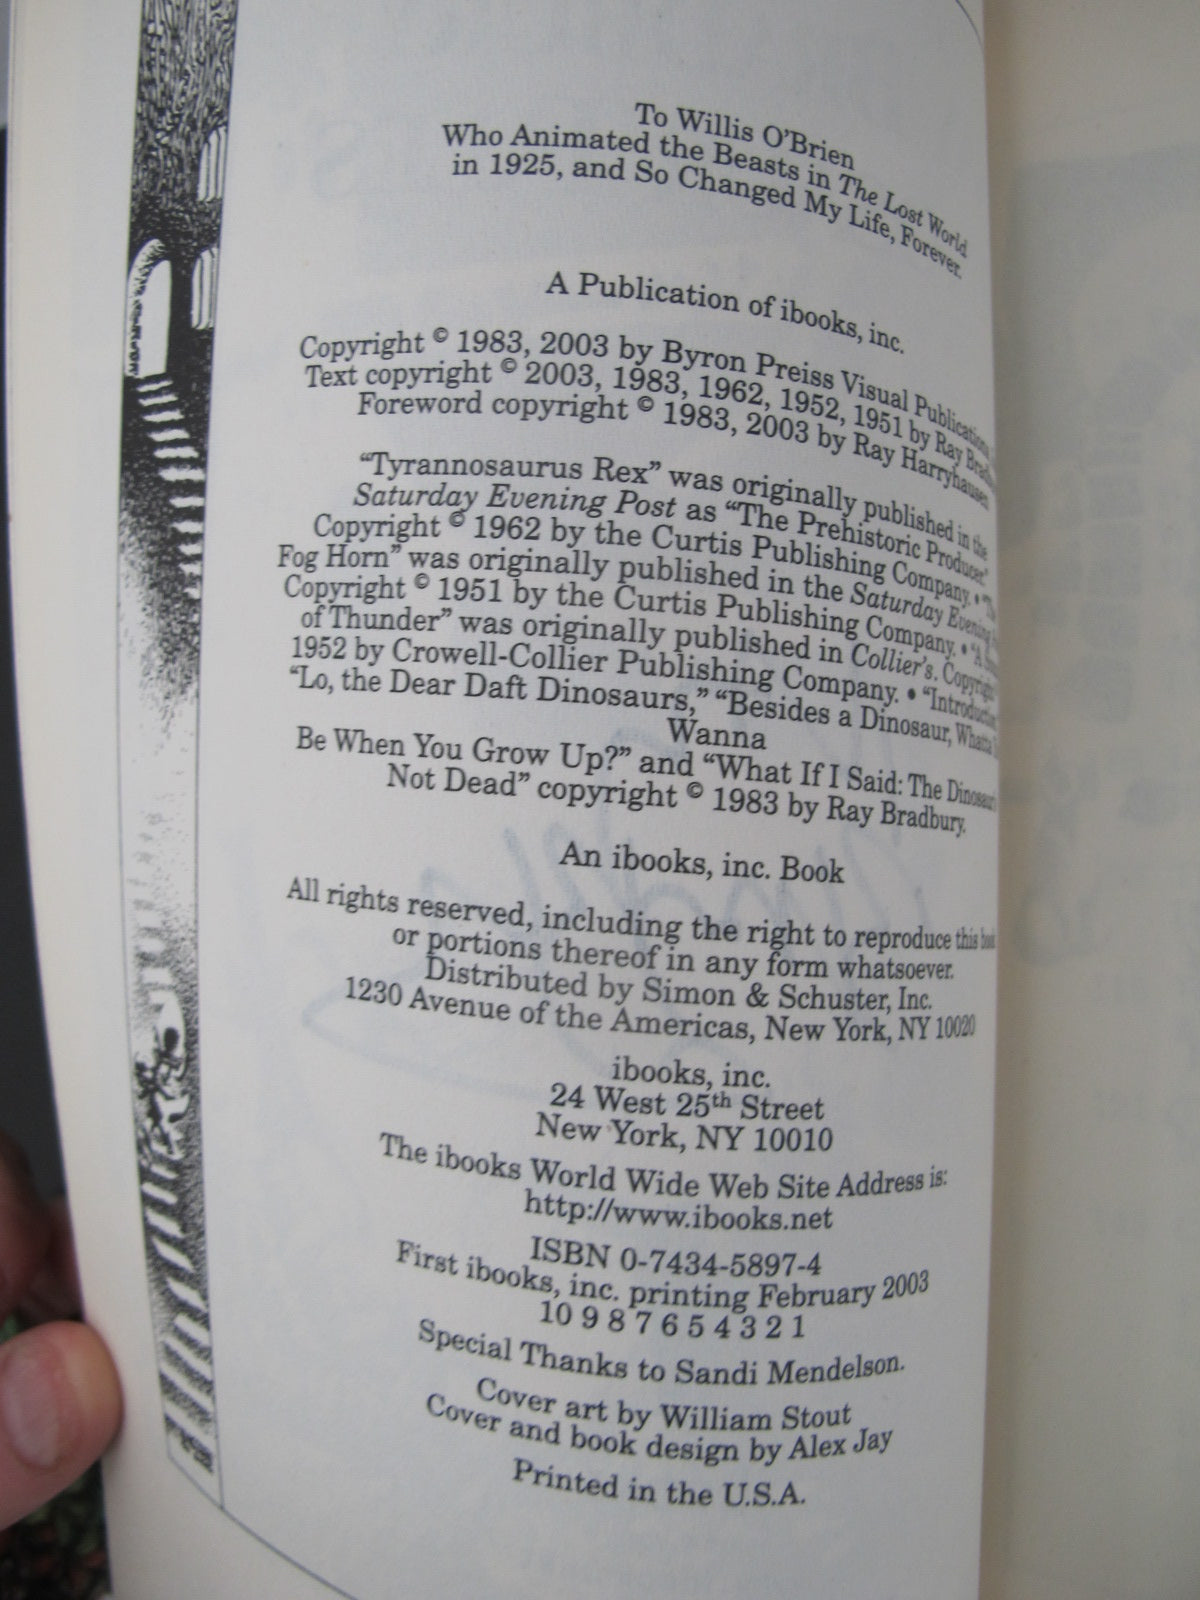 To Willis O'Brien
Who Animated the Beasts in The Lost World
in 1925, and So Changed My Life, Forever.
A Publication of ibooks, inc.
Copyright © 1983, 2003 by Byron Preiss Visual Publications
Text copyright © 2003, 1983, 1962, 1952, 1951 by Ray
Foreword copyright © 1983, 2003 by Ray Harryhausen
“Tyrannosaurus Rex” was originally published in the
Saturday Evening Post as “The Prehistoric Producer.”
Copyright © 1962 by the Curtis Publishing Company. •
Fog Horn” was originally published in the Saturday Evening
Copyright © 1951 by the Curtis Publishing Company. • “A
of Thunder” was originally published in Collier's. Copyright
1952 by Crowell-Collier Publishing Company. • “Introduction,
“Lo, the Dear Daft Dinosaurs,” “Besides a Dinosaur, Whatta
Wanna
Be When You Grow Up?” and “What If I Said: The
Not Dead” copyright © 1983 by Ray Bradbury.
An ibooks, inc. Book
All rights reserved, including the right to reproduce this book
or portions thereof in any form whatsoever.
Distributed by Simon & Schuster, Inc.
1230 Avenue of the Americas, New York, NY 10020
ibooks, inc.
24 West 25th Street
New York, NY 10010
The ibooks World Wide Web Site Address is:
http://www.ibooks.net
ISBN 0-7434-5897-4
First ibooks, inc. printing February 2003
10 9 8 7 6 5 4 3 2 1
Special Thanks to Sandi Mendelson.
Cover art by William Stout
Cover and book design by Alex Jay
Printed in the U.S.A.